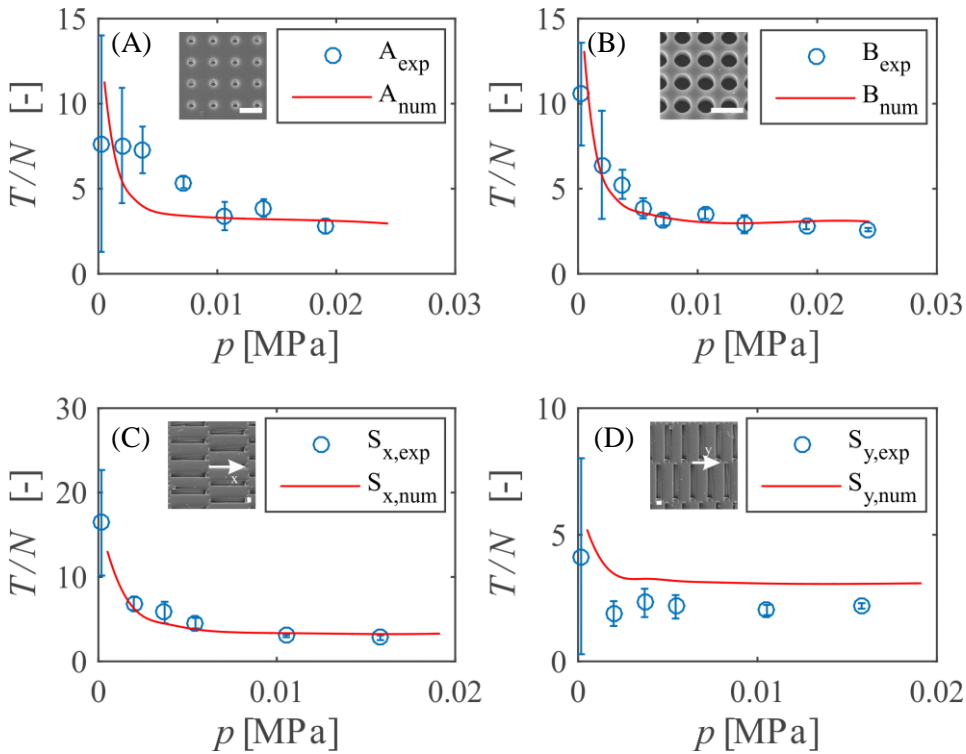 15
(A)
A_exp
A_num
10
5
0
T/N [-]
0 0.01 0.02 0.03
p [MPa]
15
(B)
B_exp
B_num
10
5
0
T/N [-]
0 0.01 0.02 0.03
p [MPa]
30
(C)
S_x,exp
S_x,num
x
20
10
0
T/N [-]
0 0.01 0.02
p [MPa]
10
(D)
S_y,exp
S_y,num
y
5
0
T/N [-]
0 0.01 0.02
p [MPa]